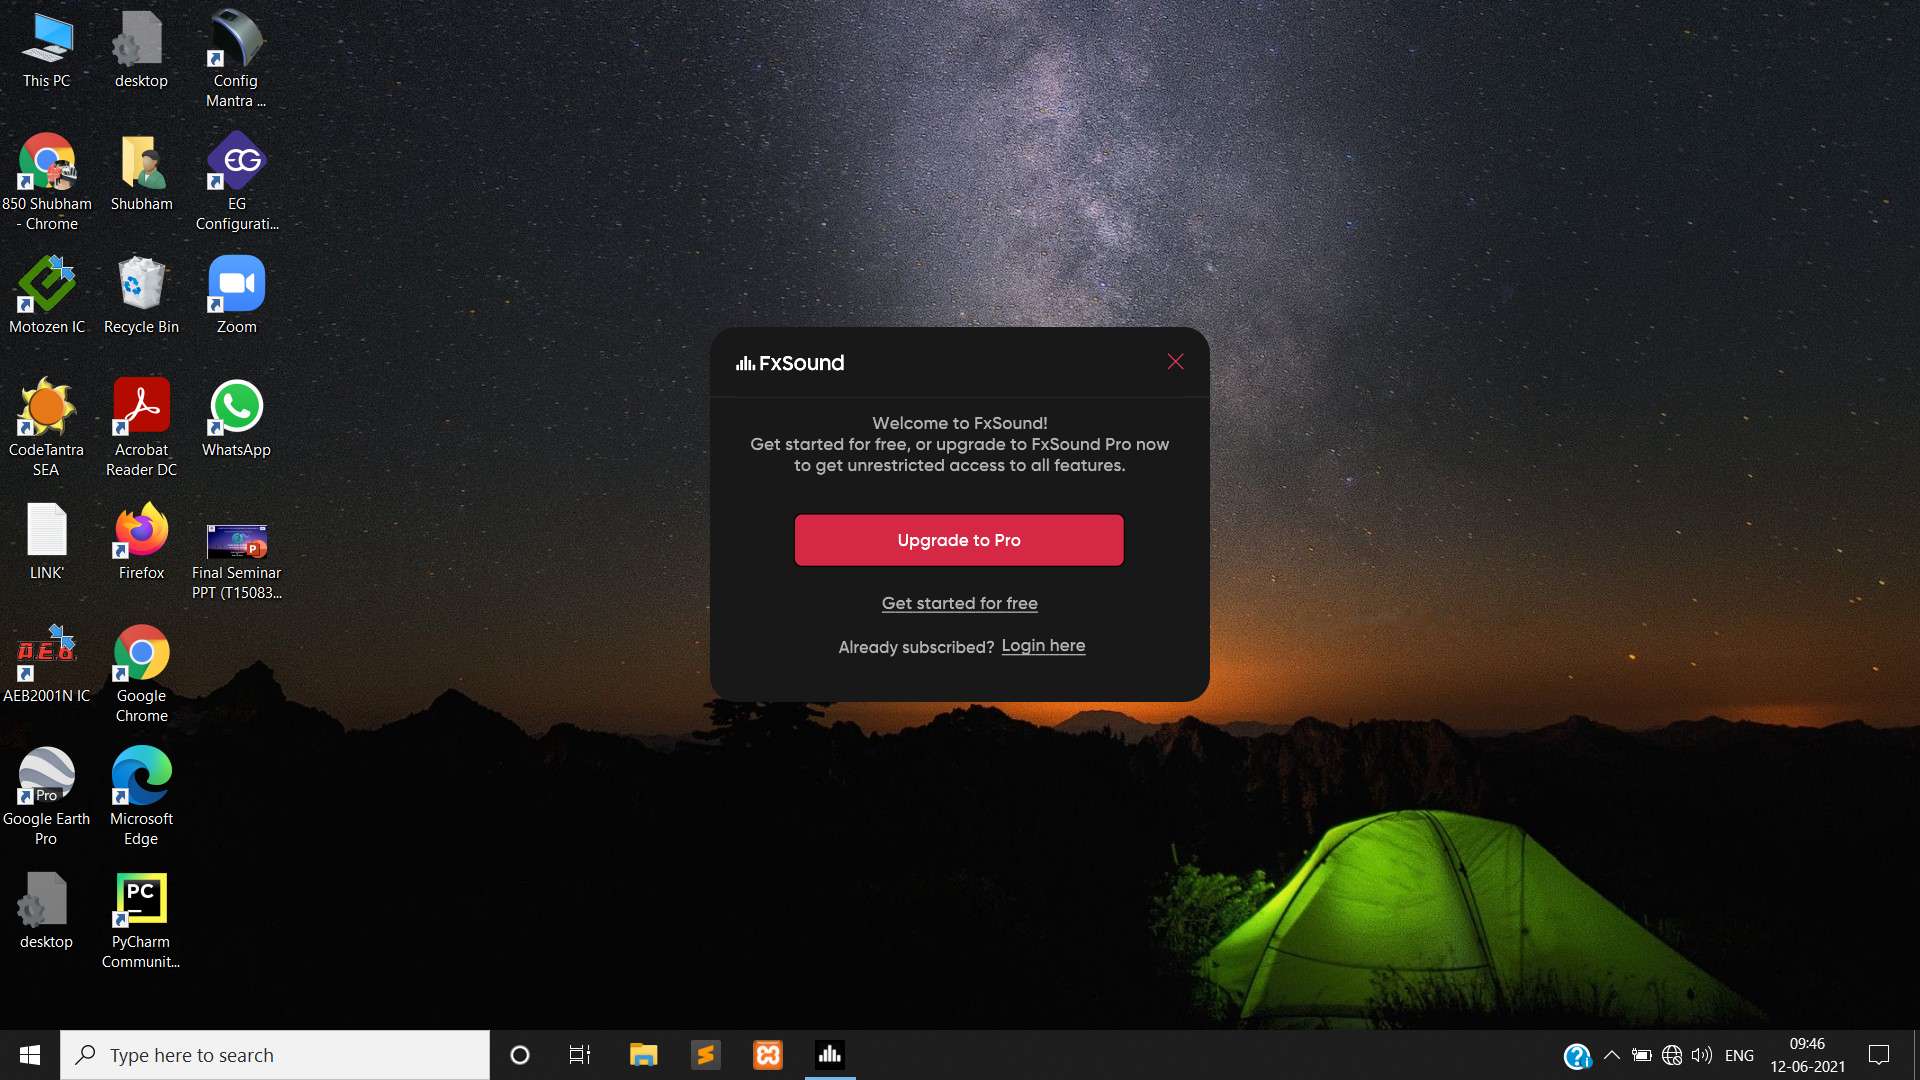 This PC
desktop
Config
Mantra ...
850 Shubham
- Chrome
Shubham
EG
EG
Configurati...
Motozen IC
Recycle Bin
Zoom
CodeTantra
SEA
Acrobat
Reader DC
WhatsApp
LINK'
Firefox
P
Final Seminar
PPT (T15083...
AEB
AEB2001N IC
Google
Chrome
Pro
Google Earth
Pro
Microsoft
Edge
desktop
PC
PyCharm
Communit...
FxSound
Welcome to FxSound!
Get started for free, or upgrade to FxSound Pro now
to get unrestricted access to all features.
Upgrade to Pro
Get started for free
Already subscribed? Login here
Type here to search
ENG
09:46
12-06-2021